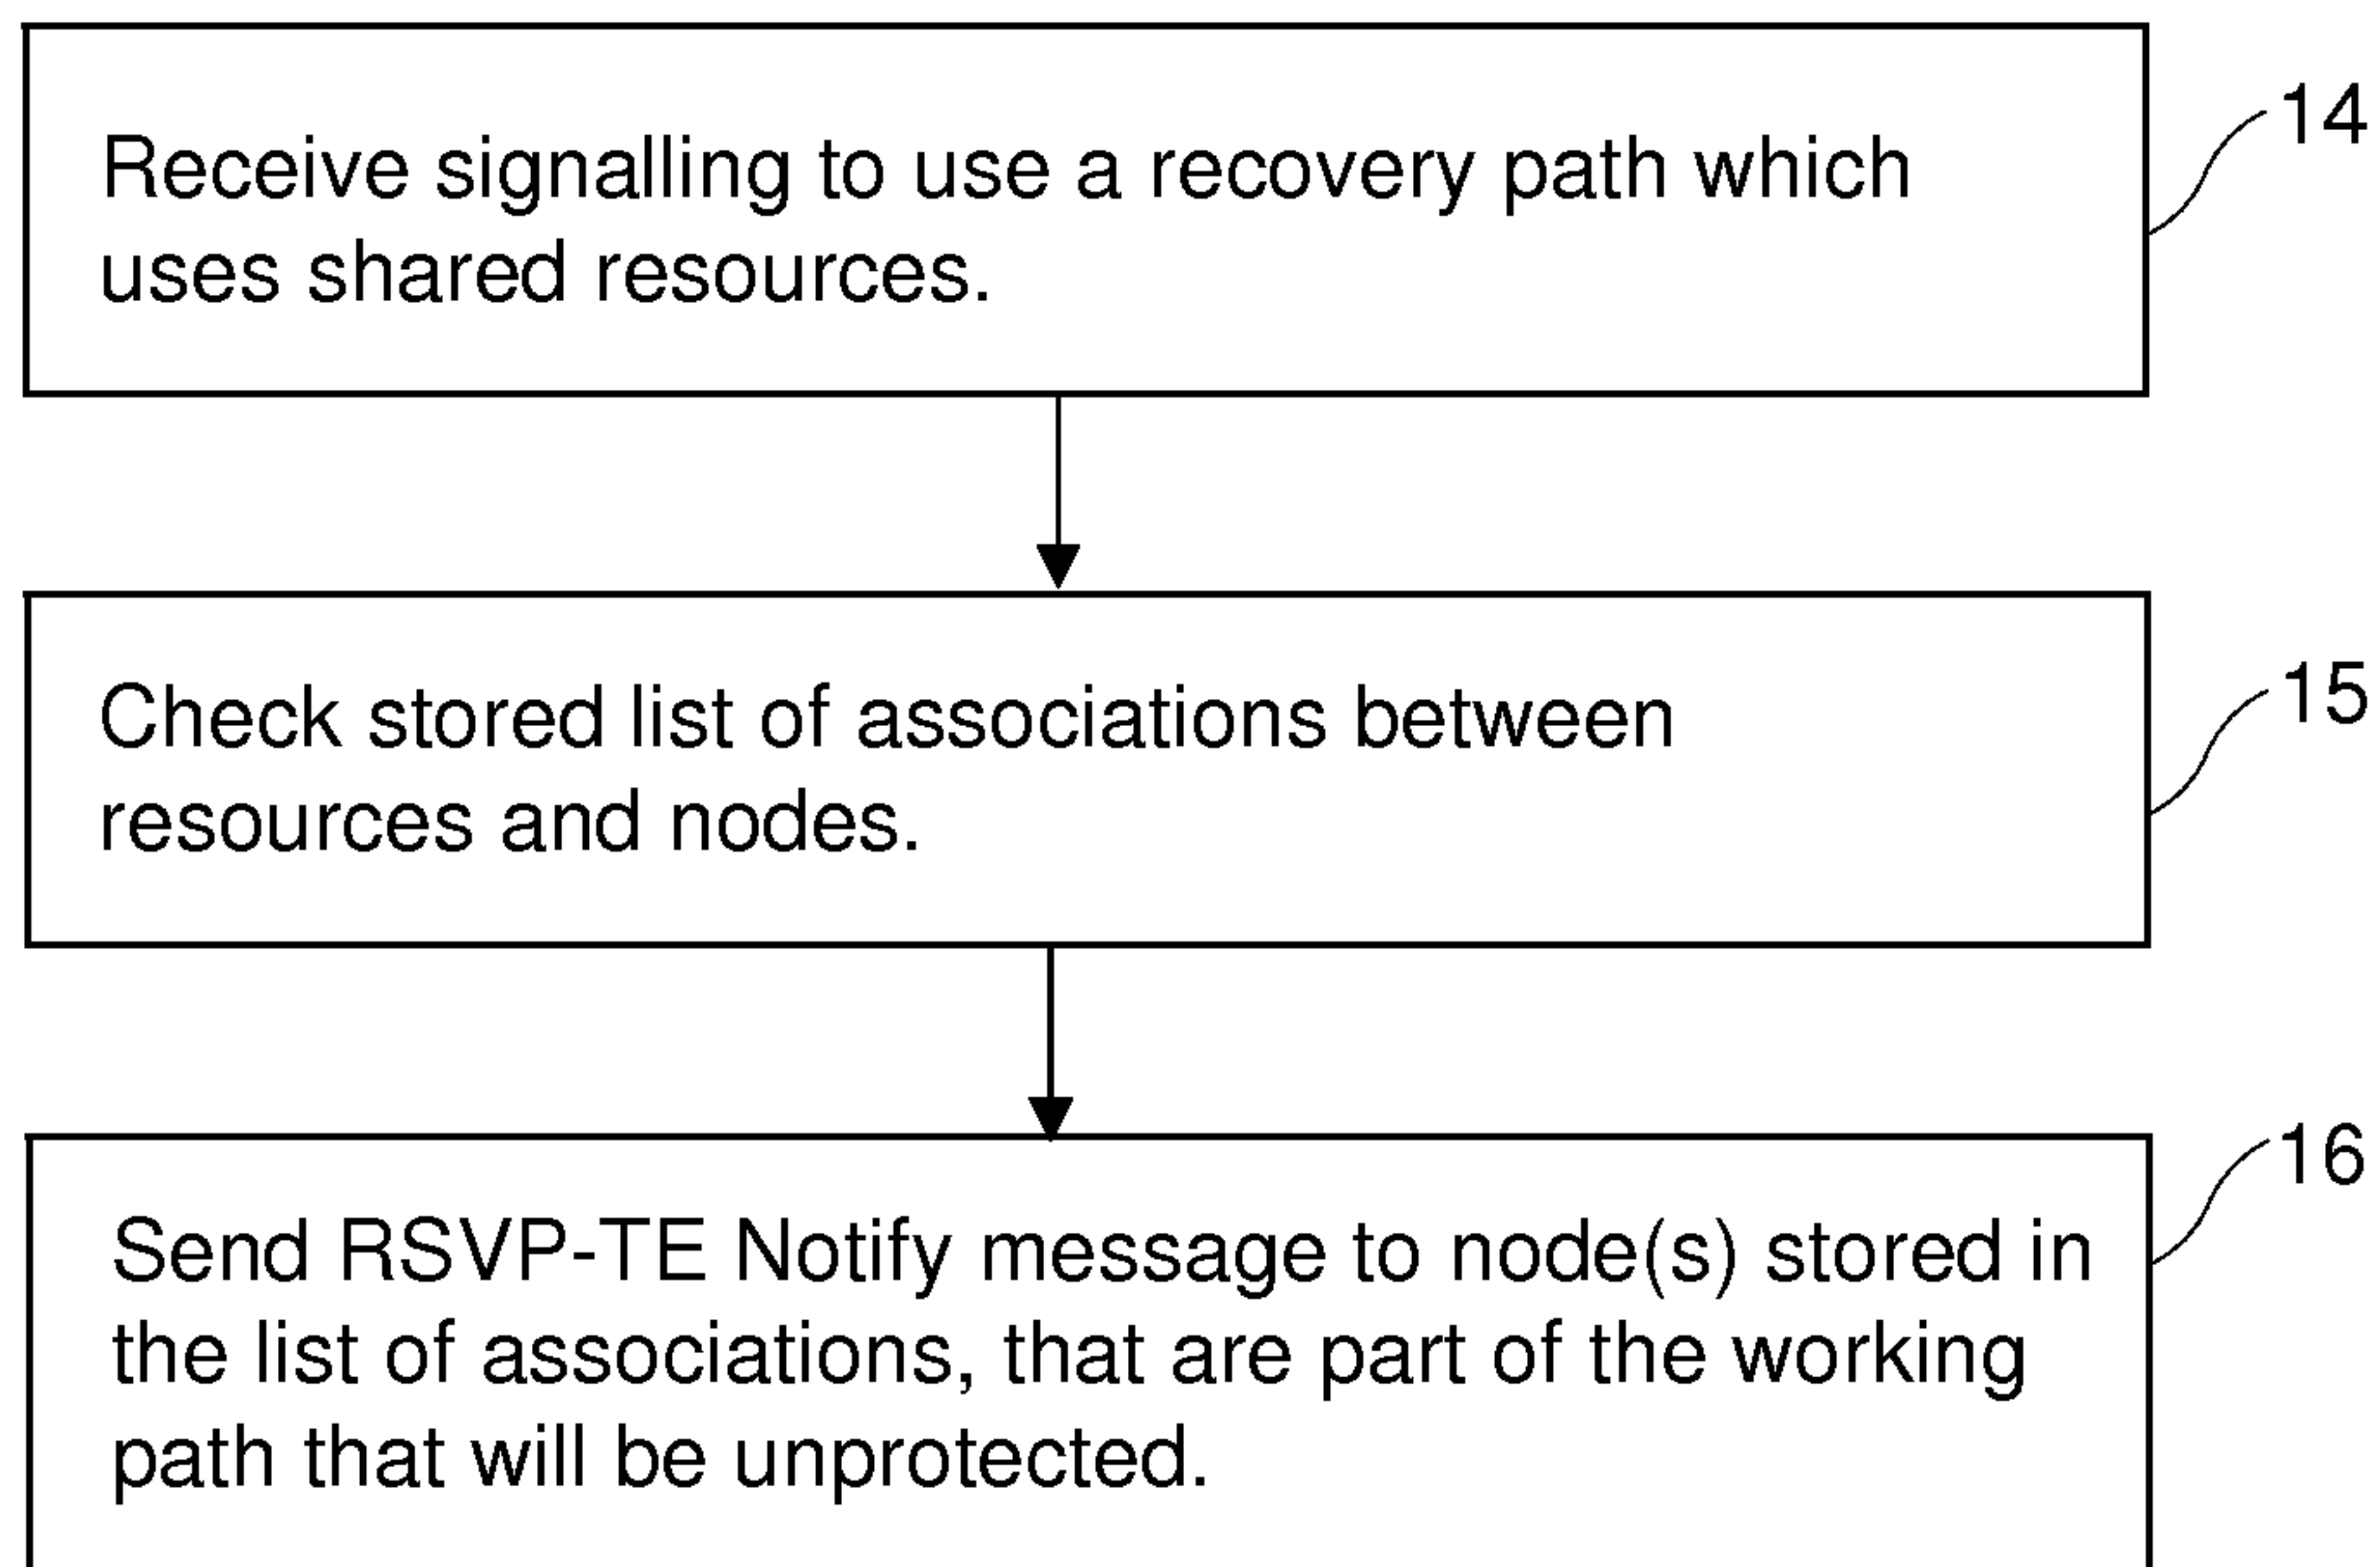 Receive signalling to use a recovery path which
uses shared resources.
14
Check stored list of associations between
resources and nodes.
15
Send RSVP-TE Notify message to node(s) stored in
the list of associations, that are part of the working
path that will be unprotected.
16